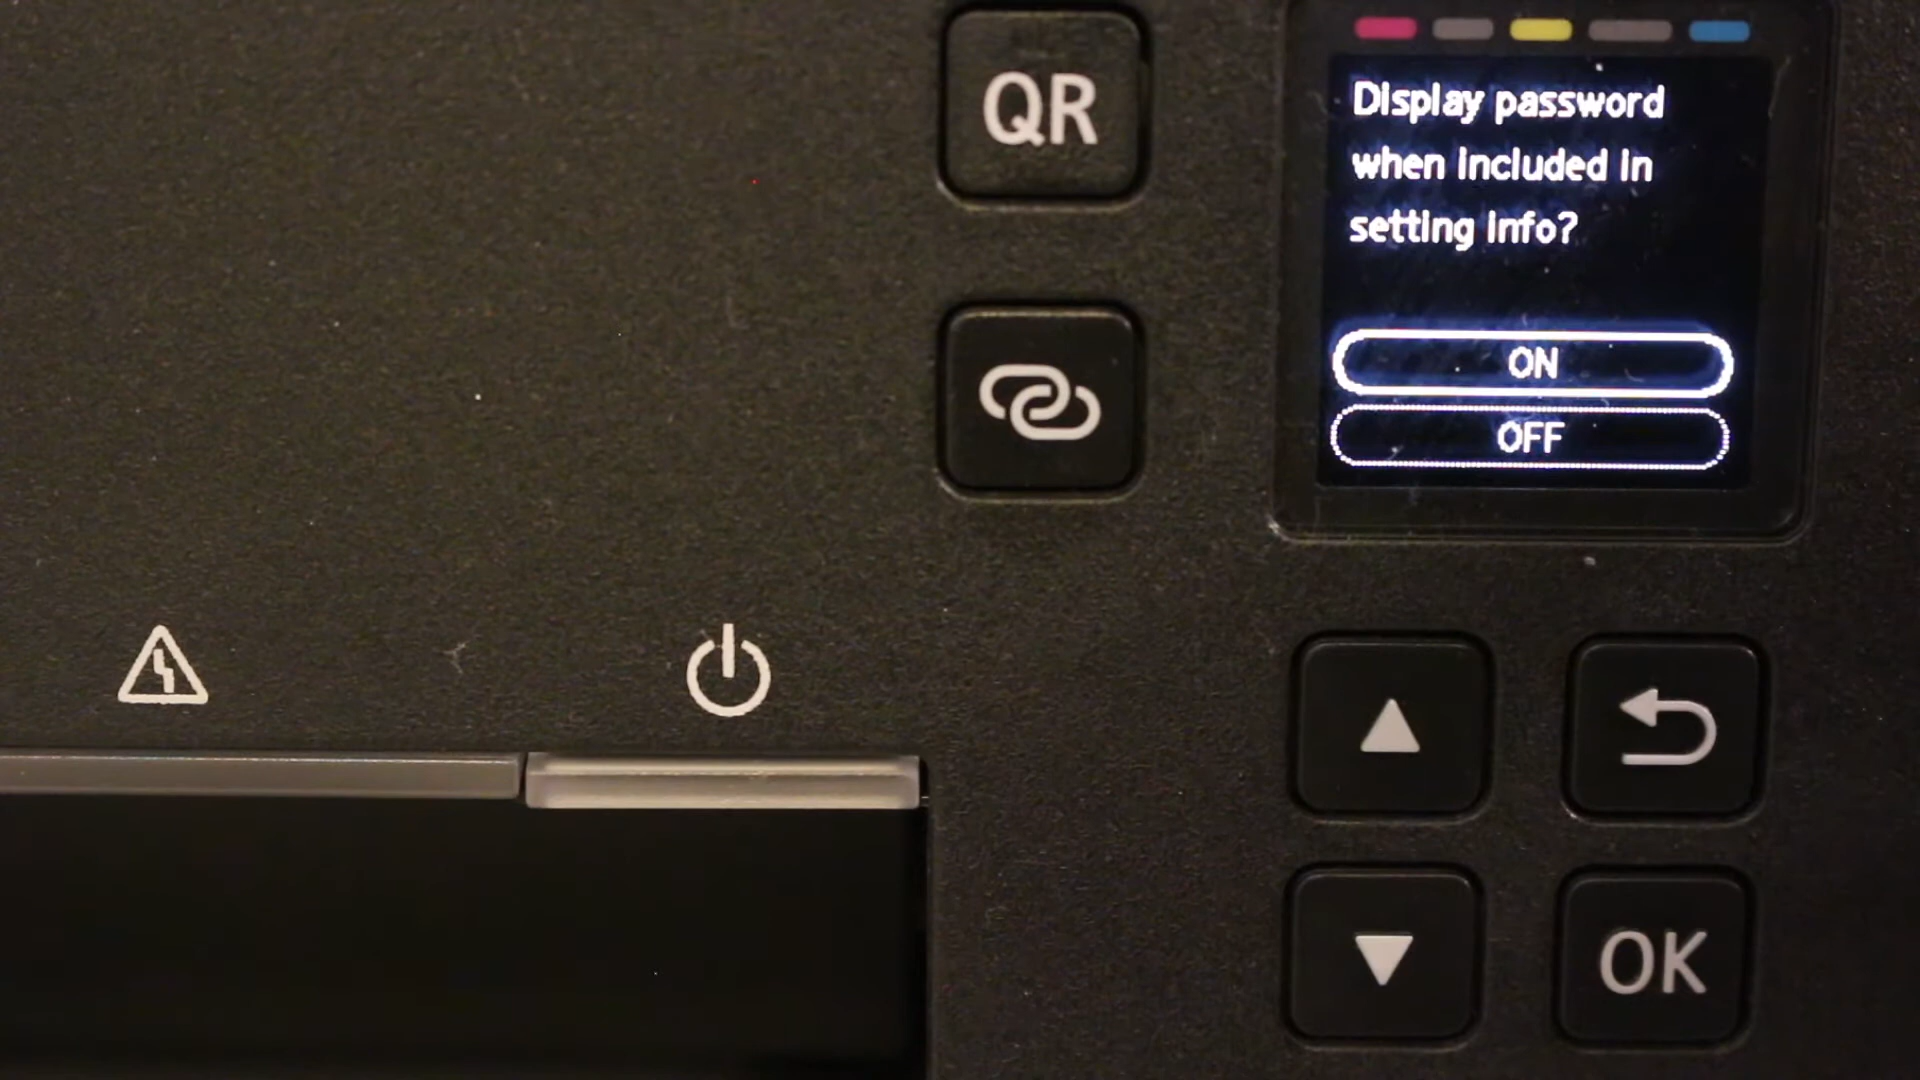 QR
Display password
when included in
setting info?
ON
OFF
OK